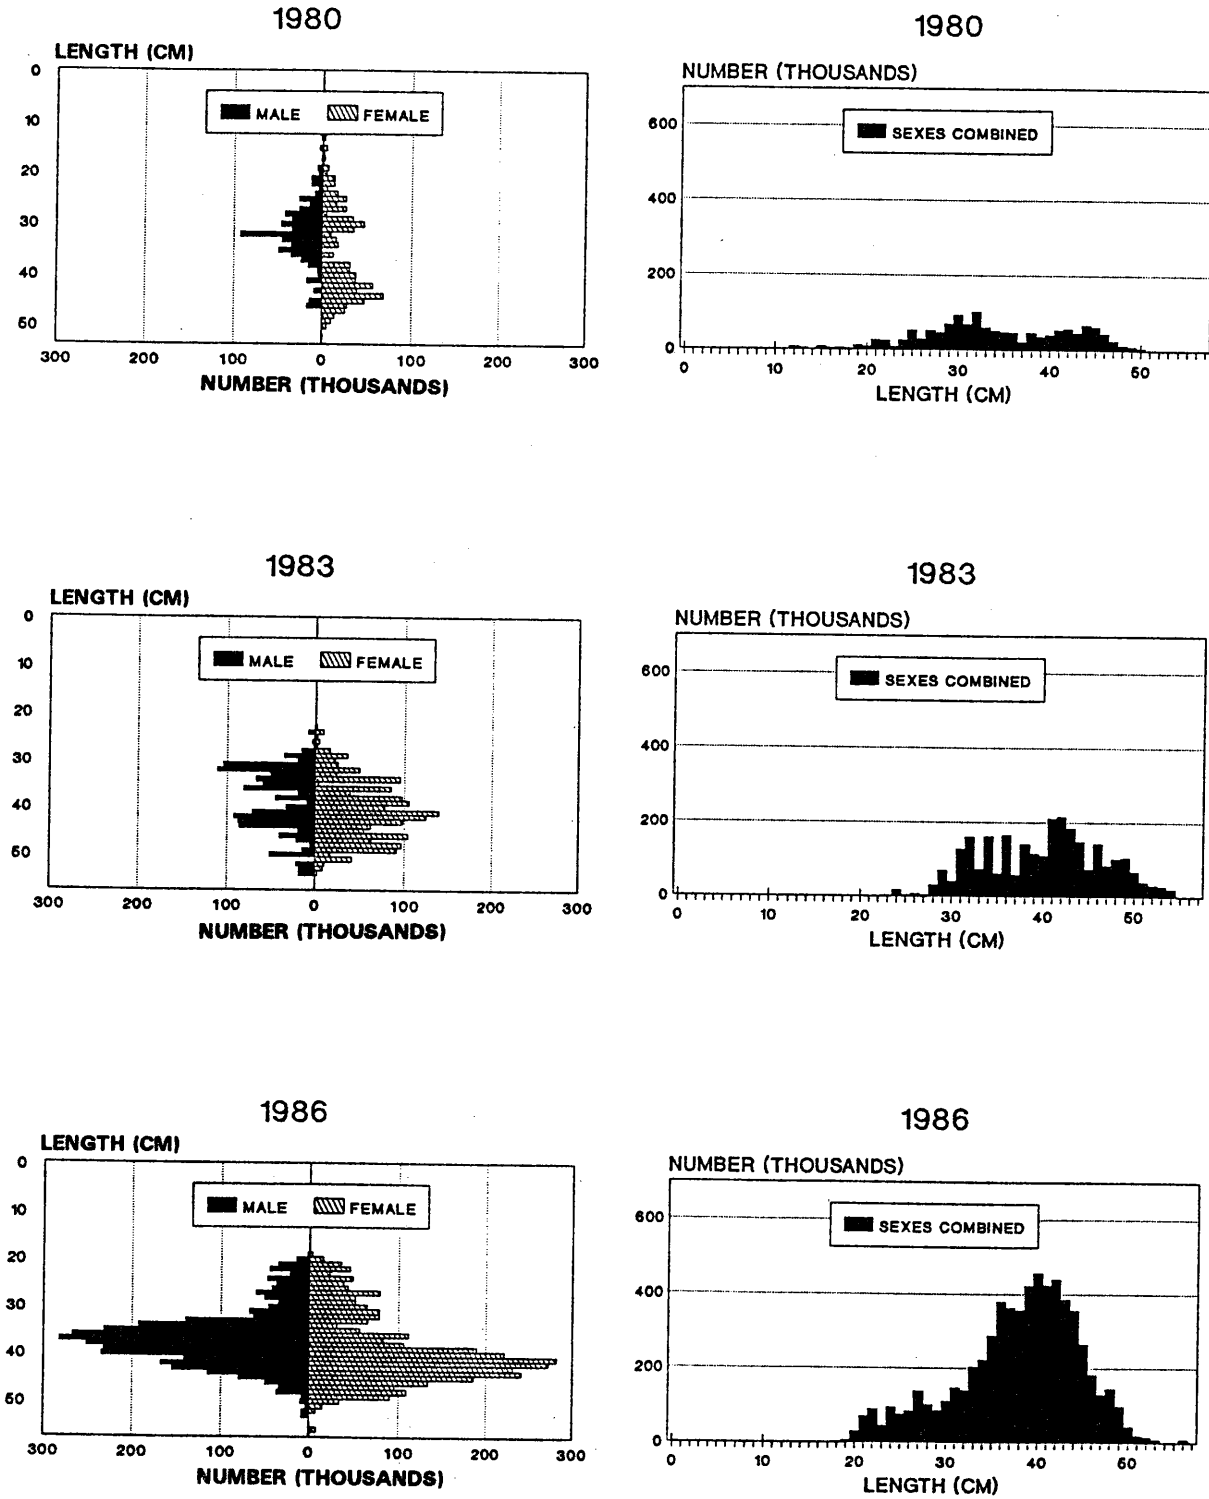 1980
LENGTH (CM)
MALE FEMALE
0
10
20
30
40
50
300 200 100 0 100 200 300
NUMBER (THOUSANDS)
1980
NUMBER (THOUSANDS)
SEXES COMBINED
600
400
200
0
0 10 20 30 40 50
LENGTH (CM)
1983
LENGTH (CM)
MALE FEMALE
0
10
20
30
40
50
300 200 100 0 100 200 300
NUMBER (THOUSANDS)
1983
NUMBER (THOUSANDS)
SEXES COMBINED
600
400
200
0
0 10 20 30 40 50
LENGTH (CM)
1986
LENGTH (CM)
MALE FEMALE
0
10
20
30
40
50
300 200 100 0 100 200 300
NUMBER (THOUSANDS)
1986
NUMBER (THOUSANDS)
SEXES COMBINED
600
400
200
0
0 10 20 30 40 50
LENGTH (CM)